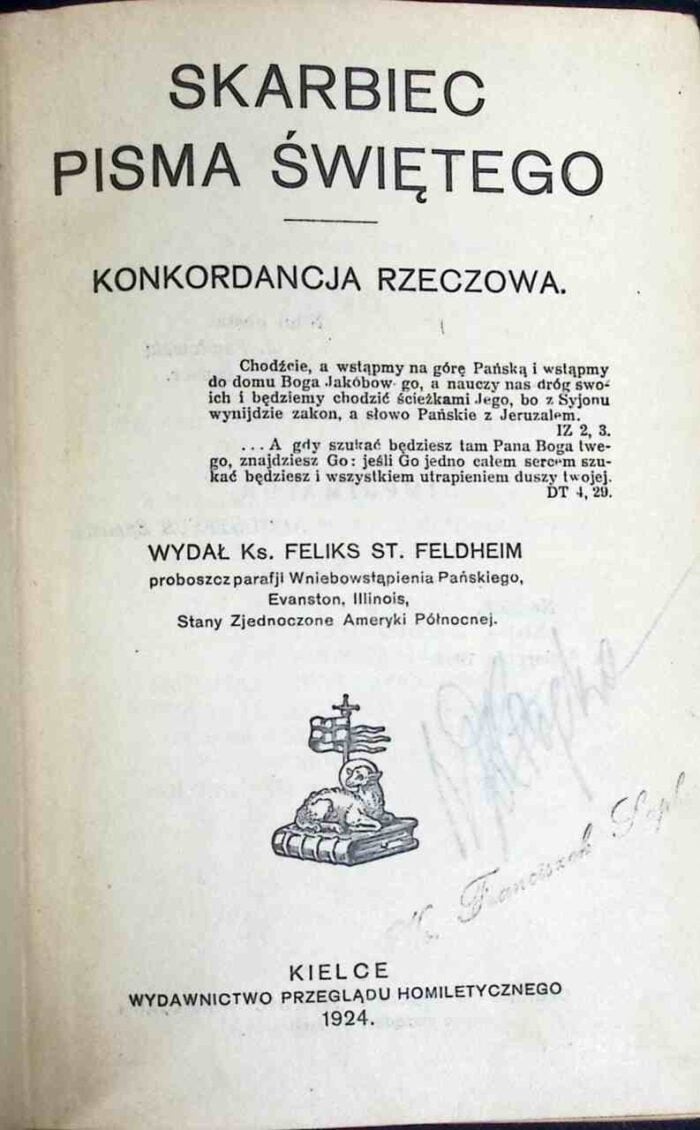 SKARBIEC
PISMA ŚWIĘTEGO
KONKORDANCJA RZECZOWA.
Chodźcie, a wstąpmy na górę Pańską i wstąpmy
do domu Boga Jakóbow go, a nauczy nas dróg swo-
ich i będziemy chodzić ścieżkami Jego, bo z Syjonu
wynijdzie zakon, a słowo Pańskie z Jeruzalem.
IZ 2, 3.
... A gdy szukać będziesz tam Pana Boga twe-
go, znajdziesz Go: jeśli Go jedno całem sercem szu-
kać będziesz i wszystkiem utrapieniem duszy twojej.
DT 4, 29.
WYDAŁ Ks. FELIKS ST. FELDHEIM
proboszcz parafji Wniebowstąpienia Pańskiego,
Evanston, Illinois,
Stany Zjednoczone Ameryki Północnej.
Franciszek
KIELCE
WYDAWNICTWO PRZEGLĄDU HOMILETYCZNEGO
1924.